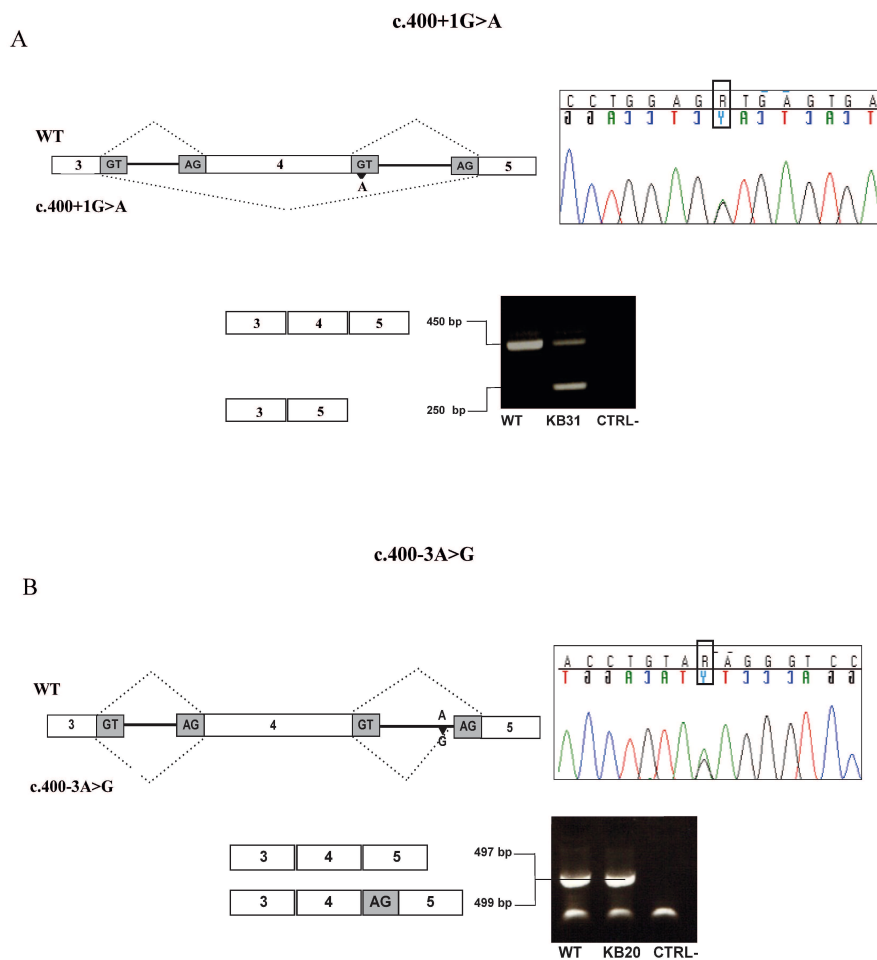 c.400+1G>A
A
C C T G G A G R T G A G T G A
G G A C C T C Y A C T C A C T
WT
3 GT AG 4 GT AG 5
A
c.400+1G>A
3 4 5
450 bp
3 5
250 bp
WT KB31 CTRL-
c.400-3A>G
B
A C C T G T A R A G G G T C C
T G G A C A T Y T C C C A G G
WT
A
3 GT AG 4 GT AG 5
G
c.400-3A>G
3 4 5
497 bp
3 4 AG 5
499 bp
WT KB20 CTRL-